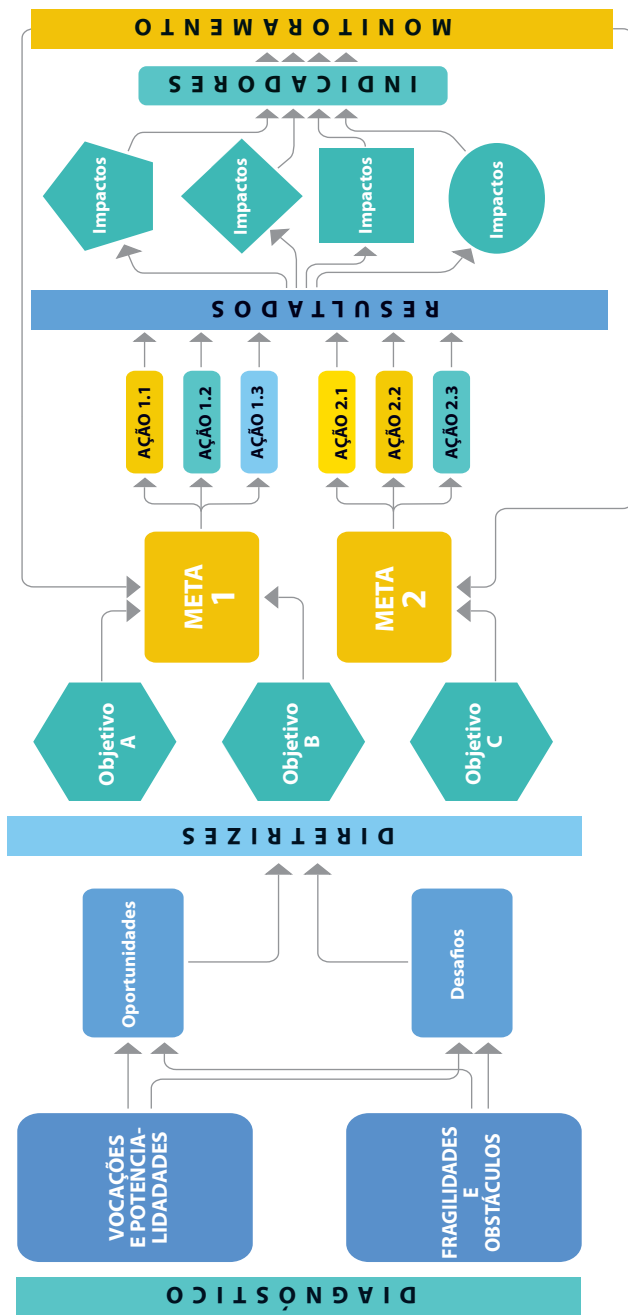 DIAGNÓSTICO
VOCAÇÕES
E POTENCIA-
LIDADADES
FRAGILIDADES
E
OBSTÁCULOS
Oportunidades
Desafios
DIRETRIZES
Objetivo
A
Objetivo
B
Objetivo
C
META
1
META
2
AÇÃO 1.1
AÇÃO 1.2
AÇÃO 1.3
AÇÃO 2.1
AÇÃO 2.2
AÇÃO 2.3
RESULTADOS
Impactos
Impactos
Impactos
Impactos
INDICADORES
MONITORAMENTO